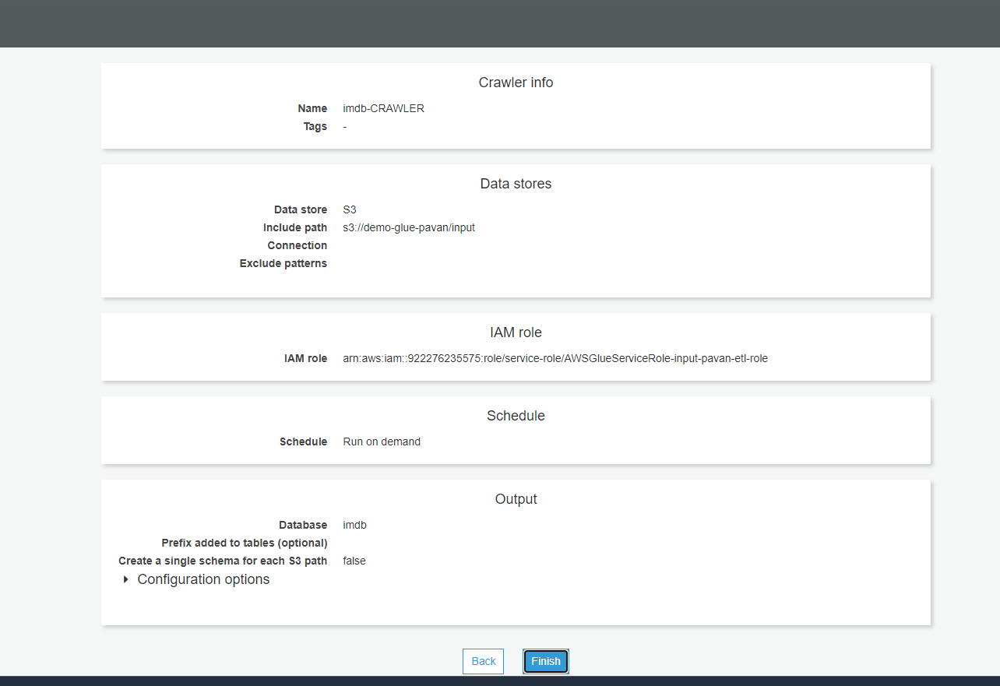 Crawler info
Name imdb-CRAWLER
Tags -
Data stores
Data store S3
Include path s3://demo-glue-pavan/input
Connection
Exclude patterns
IAM role
IAM role arn:aws:iam::922276235575:role/service-role/AWSGlueServiceRole-input-pavan-etl-role
Schedule
Schedule Run on demand
Output
Database imdb
Prefix added to tables (optional)
Create a single schema for each S3 path false
Configuration options
Back Finish